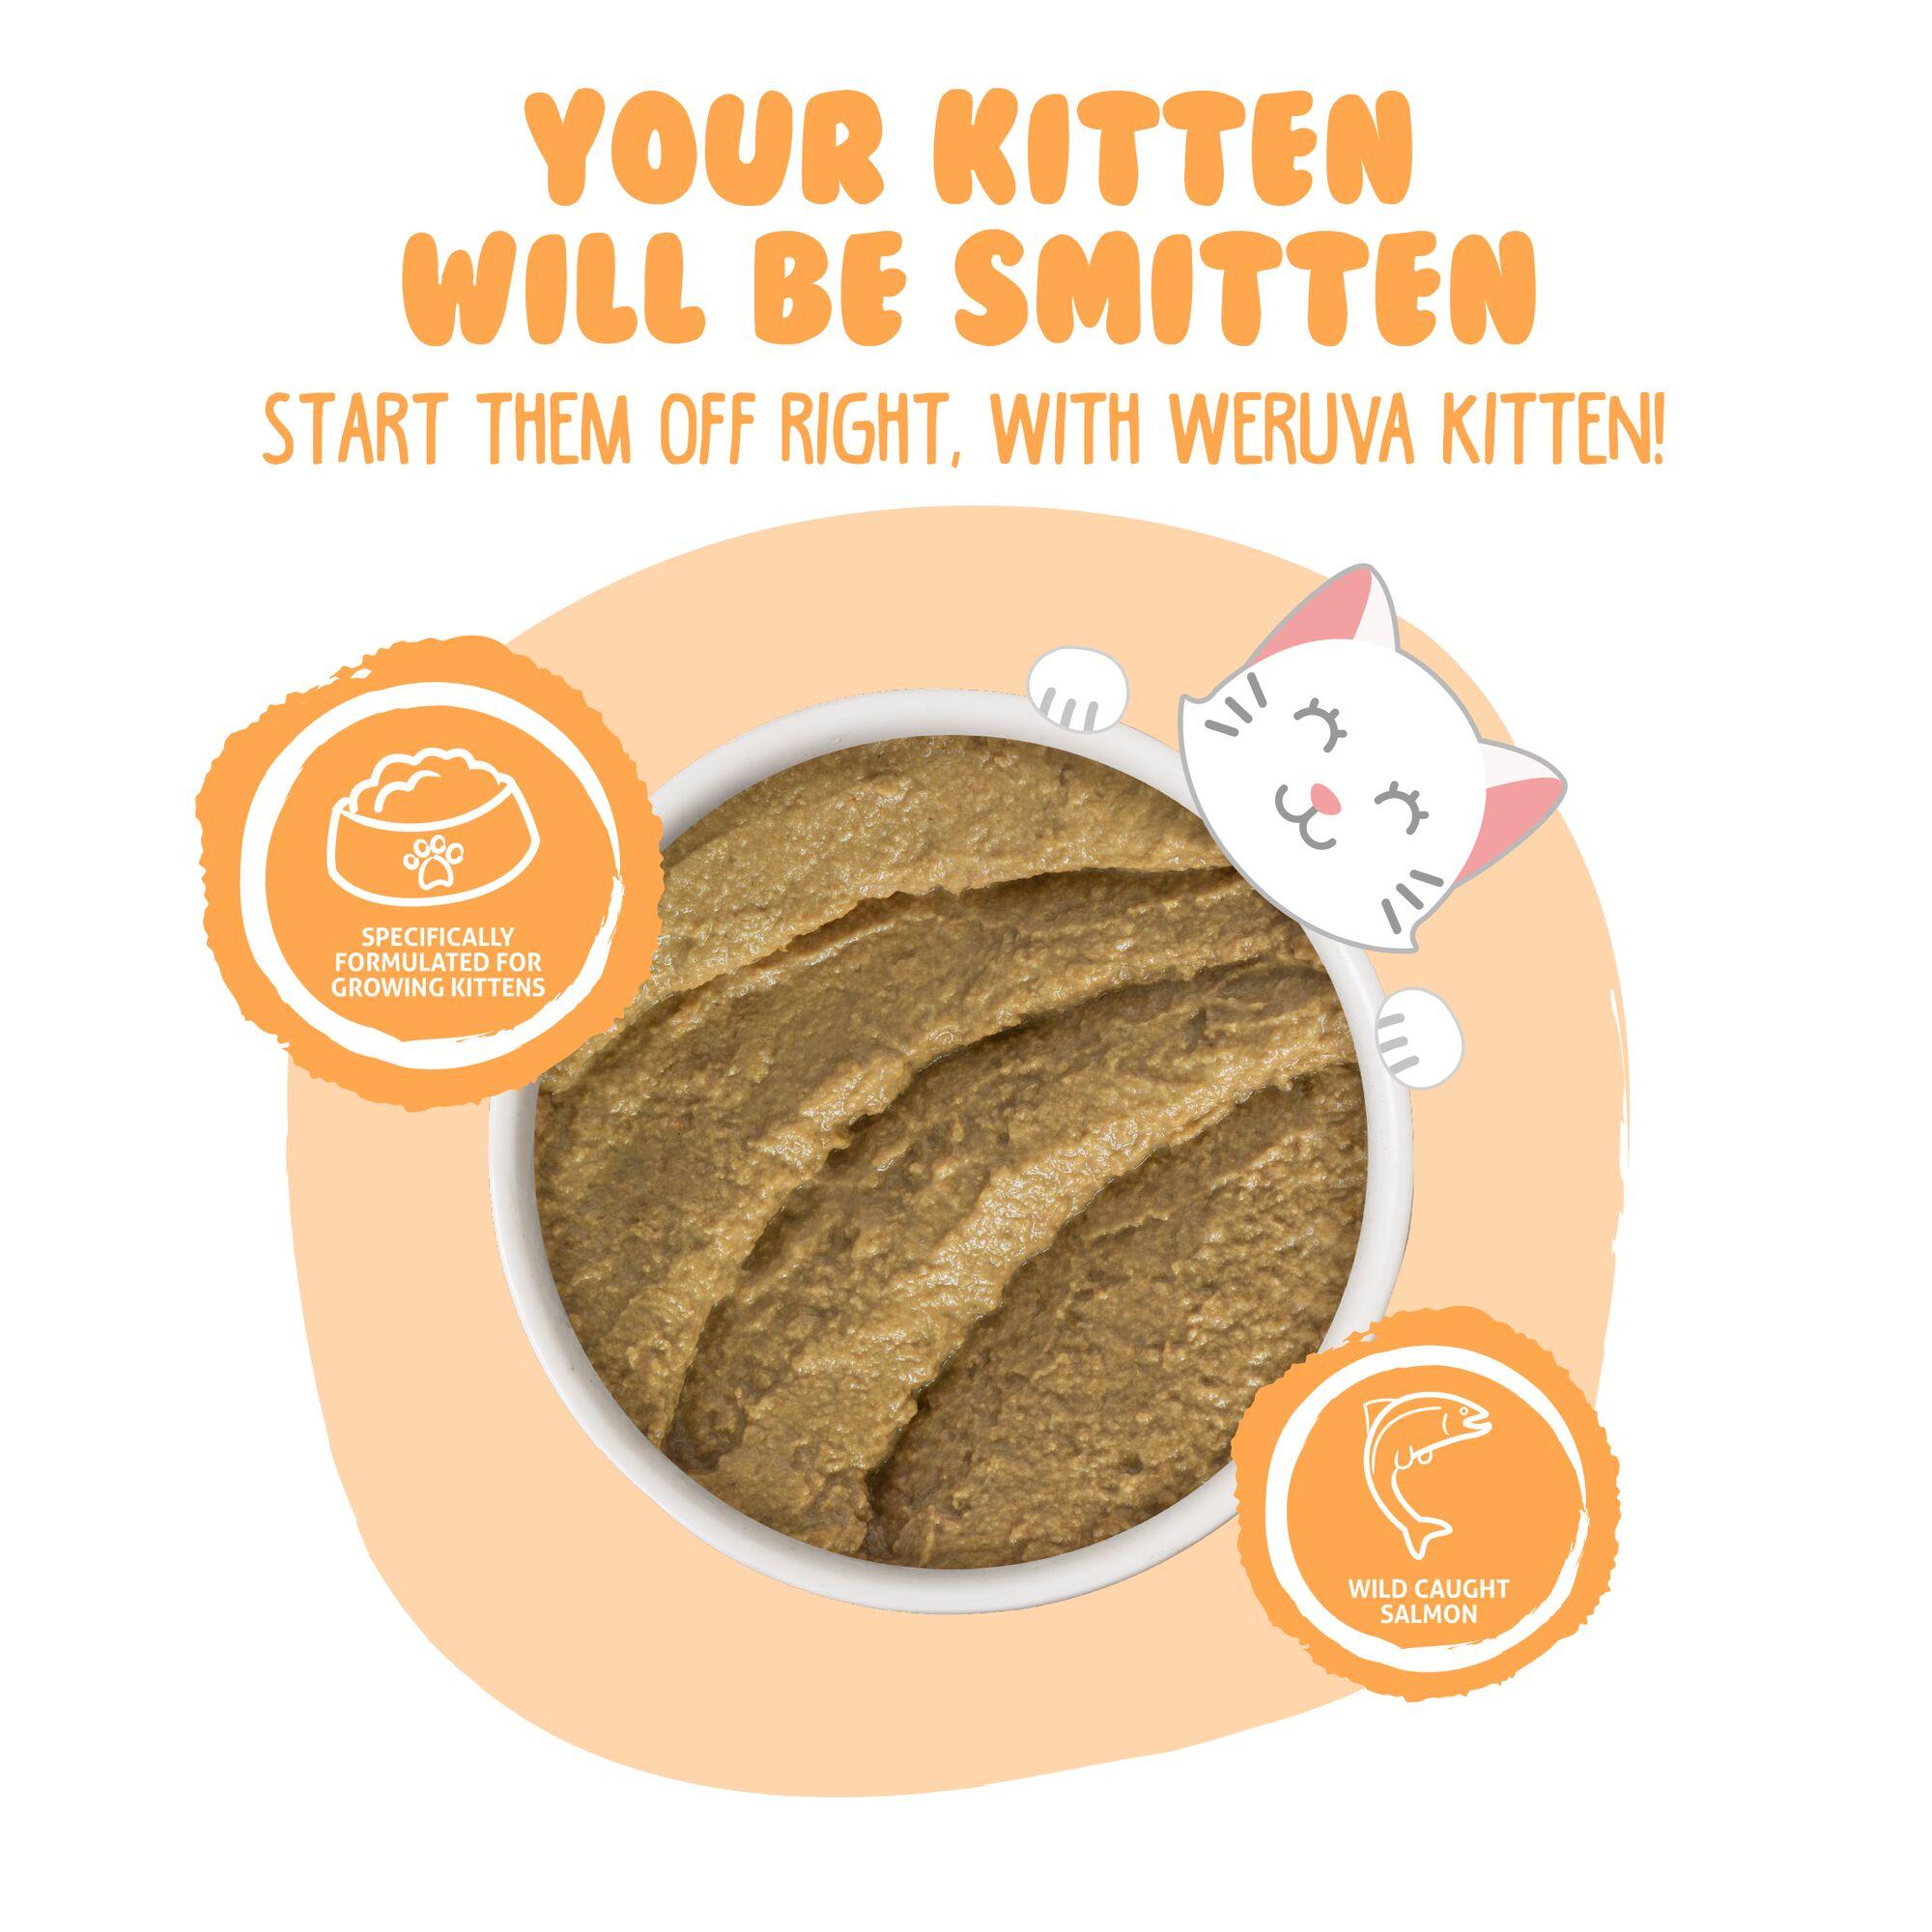 YOUR KITTEN
WILL BE SMITTEN
START THEM OFF RIGHT, WITH WERUVA KITTEN!
SPECIFICALLY
FORMULATED FOR
GROWING KITTENS
WILD CAUGHT
SALMON